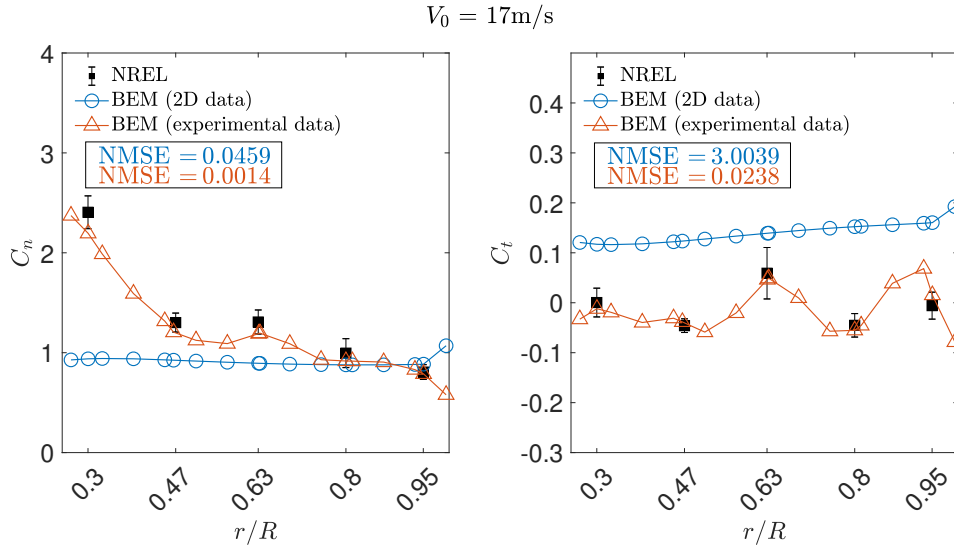 V₀ = 17m/s
4
3
2
1
0
Cₙ
NREL
BEM (2D data)
BEM (experimental data)
NMSE = 0.0459
NMSE = 0.0014
0.3 0.47 0.63 0.8 0.95
r/R
0.4
0.3
0.2
0.1
0
-0.1
-0.2
-0.3
Cₜ
NREL
BEM (2D data)
BEM (experimental data)
NMSE = 3.0039
NMSE = 0.0238
0.3 0.47 0.63 0.8 0.95
r/R